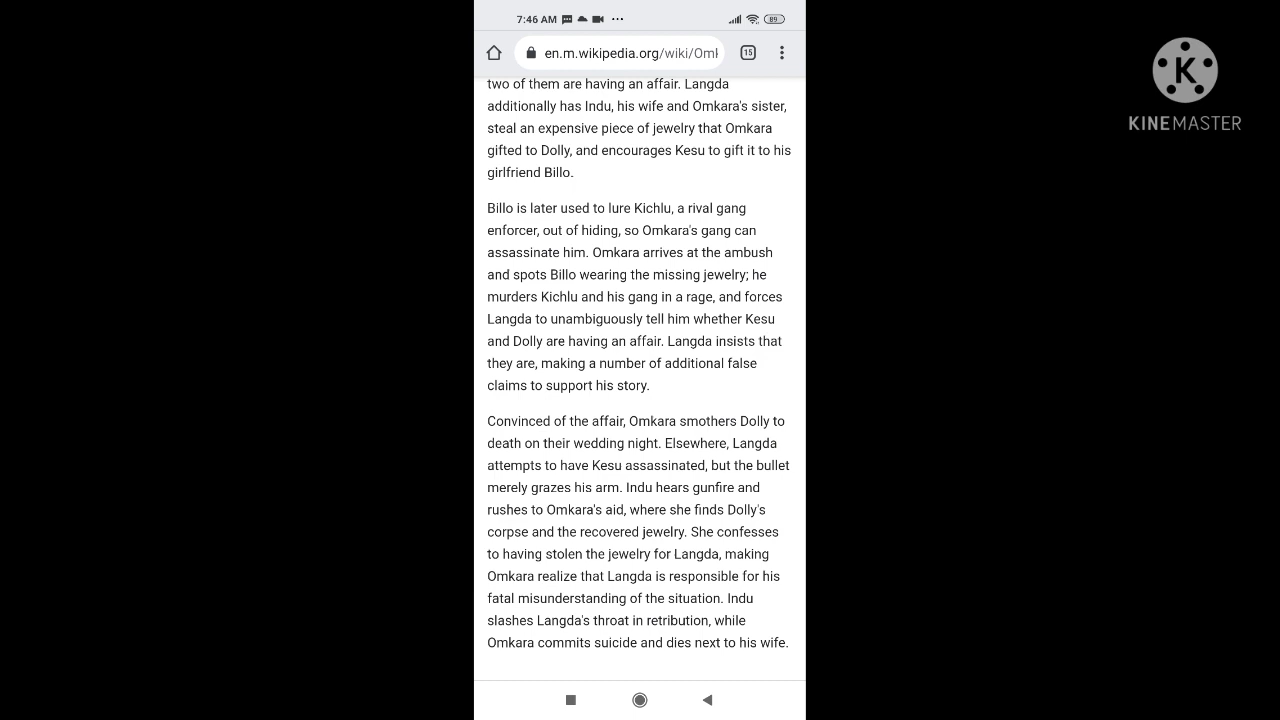 7:46 AM
89
en.m.wikipedia.org/wiki/Oml
15
K
KINEMASTER
two of them are having an affair. Langda
additionally has Indu, his wife and Omkara's sister,
steal an expensive piece of jewelry that Omkara
gifted to Dolly, and encourages Kesu to gift it to his
girlfriend Billo.
Billo is later used to lure Kichlu, a rival gang
enforcer, out of hiding, so Omkara's gang can
assassinate him. Omkara arrives at the ambush
and spots Billo wearing the missing jewelry; he
murders Kichlu and his gang in a rage, and forces
Langda to unambiguously tell him whether Kesu
and Dolly are having an affair. Langda insists that
they are, making a number of additional false
claims to support his story.
Convinced of the affair, Omkara smothers Dolly to
death on their wedding night. Elsewhere, Langda
attempts to have Kesu assassinated, but the bullet
merely grazes his arm. Indu hears gunfire and
rushes to Omkara's aid, where she finds Dolly's
corpse and the recovered jewelry. She confesses
to having stolen the jewelry for Langda, making
Omkara realize that Langda is responsible for his
fatal misunderstanding of the situation. Indu
slashes Langda's throat in retribution, while
Omkara commits suicide and dies next to his wife.